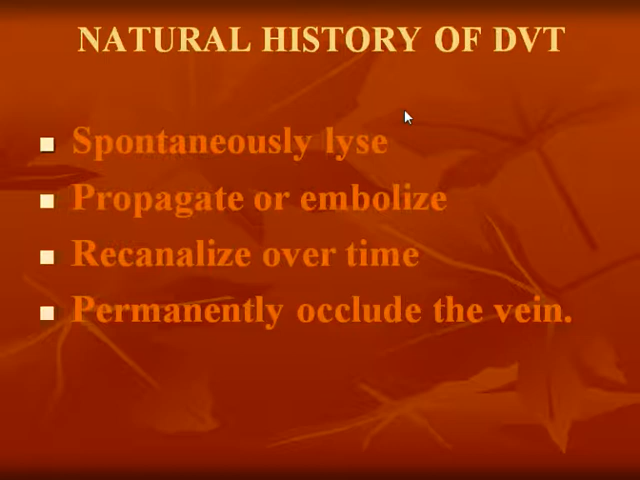 NATURAL HISTORY OF DVT
Spontaneously lyse
Propagate or embolize
Recanalize over time
Permanently occlude the vein.